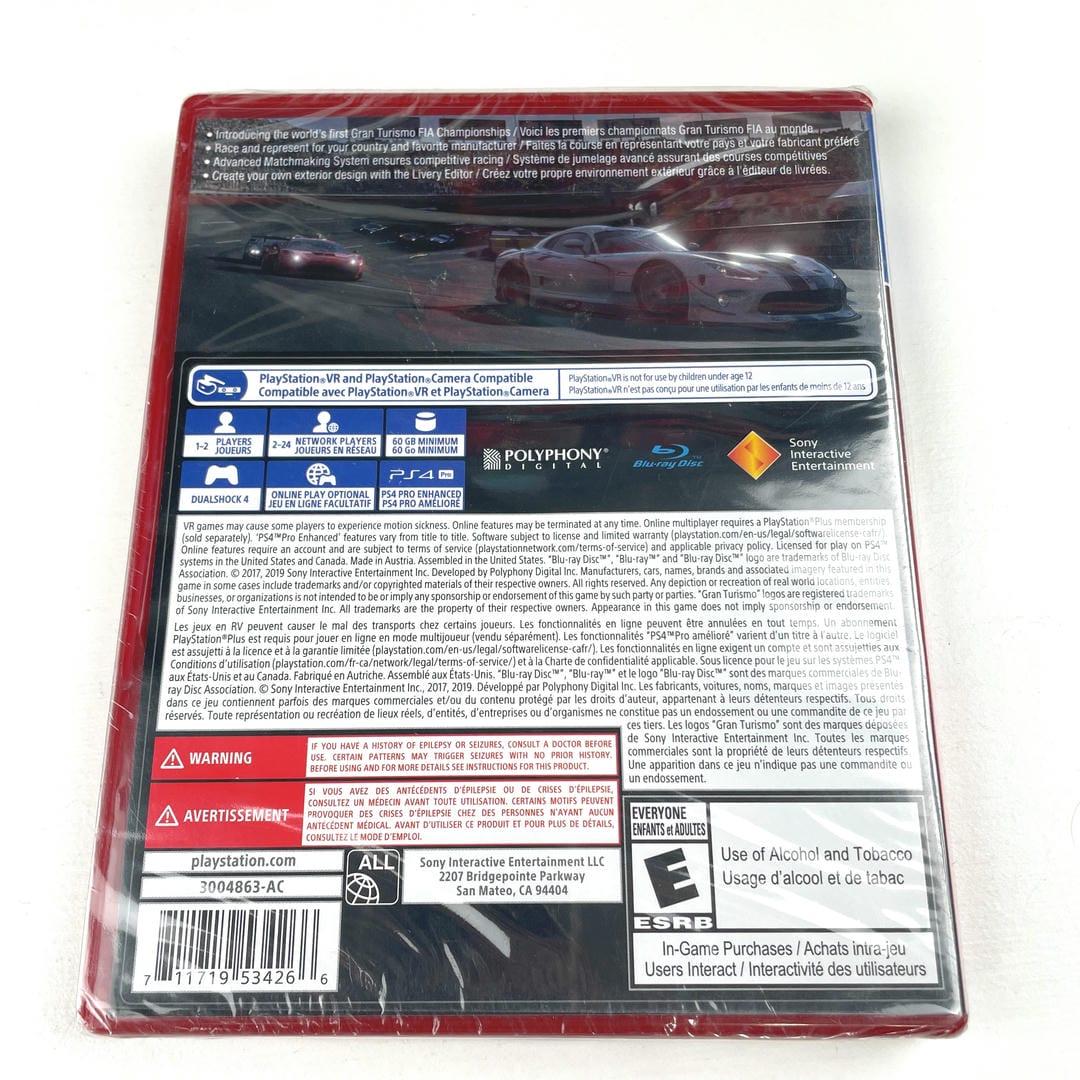 • Introducing the world's first Gran Turismo FIA Championships / Voici les premiers championnats Gran Turismo FIA au monde
• Race and represent for your country and favorite manufacturer / Faites la course en représentant votre pays et votre fabricant préféré
• Advanced Matchmaking System ensures competitive racing / Système de jumelage avancé assurant des courses compétitives
• Create your own exterior design with the Livery Editor / Créez votre propre environnement extérieur grâce à l'éditeur de livrées.
PlayStation®VR and PlayStation®Camera Compatible
Compatible avec PlayStation®VR et PlayStation®Camera
PlayStation®VR is not for use by children under age 12
PlayStation®VR n'est pas conçu pour une utilisation par les enfants de moins de 12 ans
1-2 PLAYERS
JOUEURS
2-24 NETWORK PLAYERS
JOUEURS EN RÉSEAU
60 GB MINIMUM
60 Go MINIMUM
DUALSHOCK 4
ONLINE PLAY OPTIONAL
JEU EN LIGNE FACULTATIF
PS4 Pro
PS4 PRO ENHANCED
PS4 PRO AMÉLIORÉ
POLYPHONY®
DIGITAL
Blu-ray Disc™
Sony
Interactive
Entertainment
VR games may cause some players to experience motion sickness. Online features may be terminated at any time. Online multiplayer requires a PlayStation®Plus membership
(sold separately). 'PS4™Pro Enhanced' features vary from title to title. Software subject to license and limited warranty (playstation.com/en-us/legal/softwarelicense-cafr/).
Online features require an account and are subject to terms of service (playstationnetwork.com/terms-of-service) and applicable privacy policy. Licensed for play on PS4™
systems in the United States and Canada. Made in Austria. Assembled in the United States. "Blu-ray Disc™", "Blu-ray™" and "Blu-ray Disc™" logo are trademarks of Blu-ray Disc
Association. © 2017, 2019 Sony Interactive Entertainment Inc. Developed by Polyphony Digital Inc. Manufacturers, cars, names, brands and associated imagery featured in this
game in some cases include trademarks and/or copyrighted materials of their respective owners. All rights reserved. Any depiction or recreation of real world locations, entities,
businesses, or organizations is not intended to be or imply any sponsorship or endorsement of this game by such party or parties. "Gran Turismo" logos are registered trademarks
of Sony Interactive Entertainment Inc. All trademarks are the property of their respective owners. Appearance in this game does not imply sponsorship or endorsement.
Les jeux en RV peuvent causer le mal des transports chez certains joueurs. Les fonctionnalités en ligne peuvent être annulées en tout temps. Un abonnement
PlayStation®Plus est requis pour jouer en ligne en mode multijoueur (vendu séparément). Les fonctionnalités "PS4™Pro amélioré" varient d'un titre à l'autre. Le logiciel
est assujetti à la licence et à la garantie limitée (playstation.com/en-us/legal/softwarelicense-cafr/). Les fonctionnalités en ligne exigent un compte et sont assujetties aux
Conditions d'utilisation (playstation.com/fr-ca/network/legal/terms-of-service/) et à la Charte de confidentialité applicable. Sous licence pour le jeu sur les systèmes PS4™
aux États-Unis et au Canada. Fabriqué en Autriche. Assemblé aux États-Unis. "Blu-ray Disc™", "Blu-ray™" et le logo "Blu-ray Disc™" sont des marques commerciales de Blu-
ray Disc Association. © Sony Interactive Entertainment Inc., 2017, 2019. Développé par Polyphony Digital Inc. Les fabricants, voitures, noms, marques et images présentés
dans ce jeu contiennent parfois des marques commerciales et/ou du contenu protégé par les droits d'auteur, appartenant à leurs détenteurs respectifs. Tous droits
réservés. Toute représentation ou recréation de lieux réels, d'entités, d'entreprises ou d'organismes ne constitue pas un endossement ou une commandite de ce jeu par
ces tiers. Les logos "Gran Turismo" sont des marques déposées
de Sony Interactive Entertainment Inc. Toutes les marques
commerciales sont la propriété de leurs détenteurs respectifs.
Une apparition dans ce jeu n'indique pas une commandite ou
un endossement.
WARNING
IF YOU HAVE A HISTORY OF EPILEPSY OR SEIZURES, CONSULT A DOCTOR BEFORE
USE. CERTAIN PATTERNS MAY TRIGGER SEIZURES WITH NO PRIOR HISTORY.
BEFORE USING AND FOR MORE DETAILS SEE INSTRUCTIONS FOR THIS PRODUCT.
AVERTISSEMENT
SI VOUS AVEZ DES ANTÉCÉDENTS D'ÉPILEPSIE OU DE CRISES D'ÉPILEPSIE,
CONSULTEZ UN MÉDECIN AVANT TOUTE UTILISATION. CERTAINS MOTIFS PEUVENT
PROVOQUER DES CRISES D'ÉPILEPSIE CHEZ DES PERSONNES N'AYANT AUCUN
ANTÉCÉDENT MÉDICAL. AVANT D'UTILISER CE PRODUIT ET POUR PLUS DE DÉTAILS,
CONSULTEZ LE MODE D'EMPLOI.
playstation.com
3004863-AC
ALL
Sony Interactive Entertainment LLC
2207 Bridgepointe Parkway
San Mateo, CA 94404
7 11719 53426 6
EVERYONE
ENFANTS et ADULTES
E
ESRB
Use of Alcohol and Tobacco
Usage d'alcool et de tabac
In-Game Purchases / Achats intra-jeu
Users Interact / Interactivité des utilisateurs